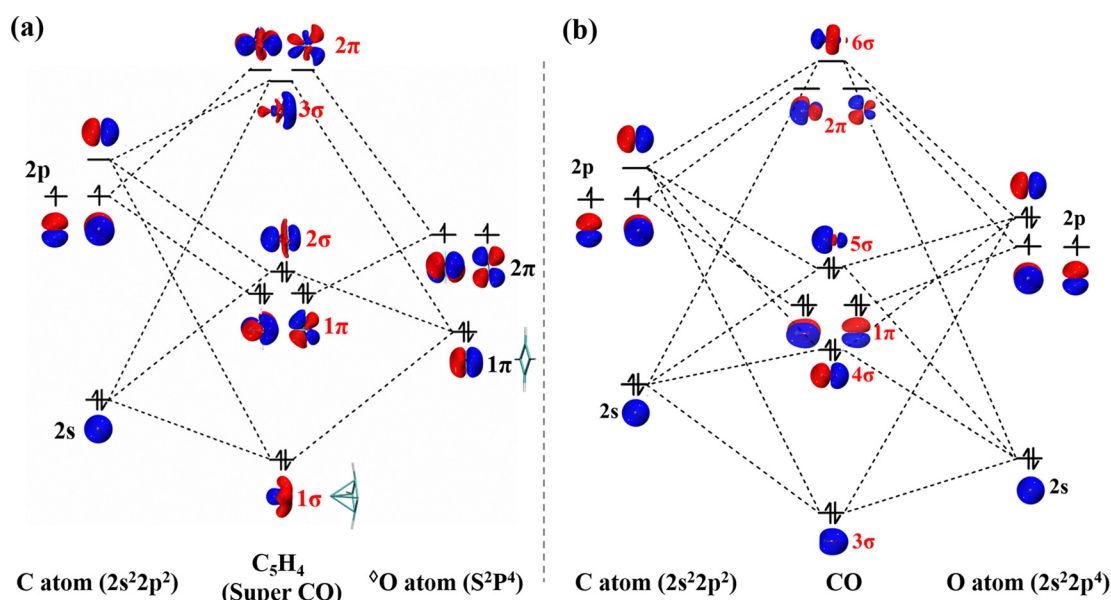 (a)
2π
3σ
2p
2σ
2π
1π
1π
2s
1σ
C atom (2s²2p²)
C₅H₄
(Super CO)
◊O atom (S²P⁴)
(b)
6σ
2π
2p
2p
5σ
1π
4σ
2s
2s
3σ
C atom (2s²2p²)
CO
O atom (2s²2p⁴)